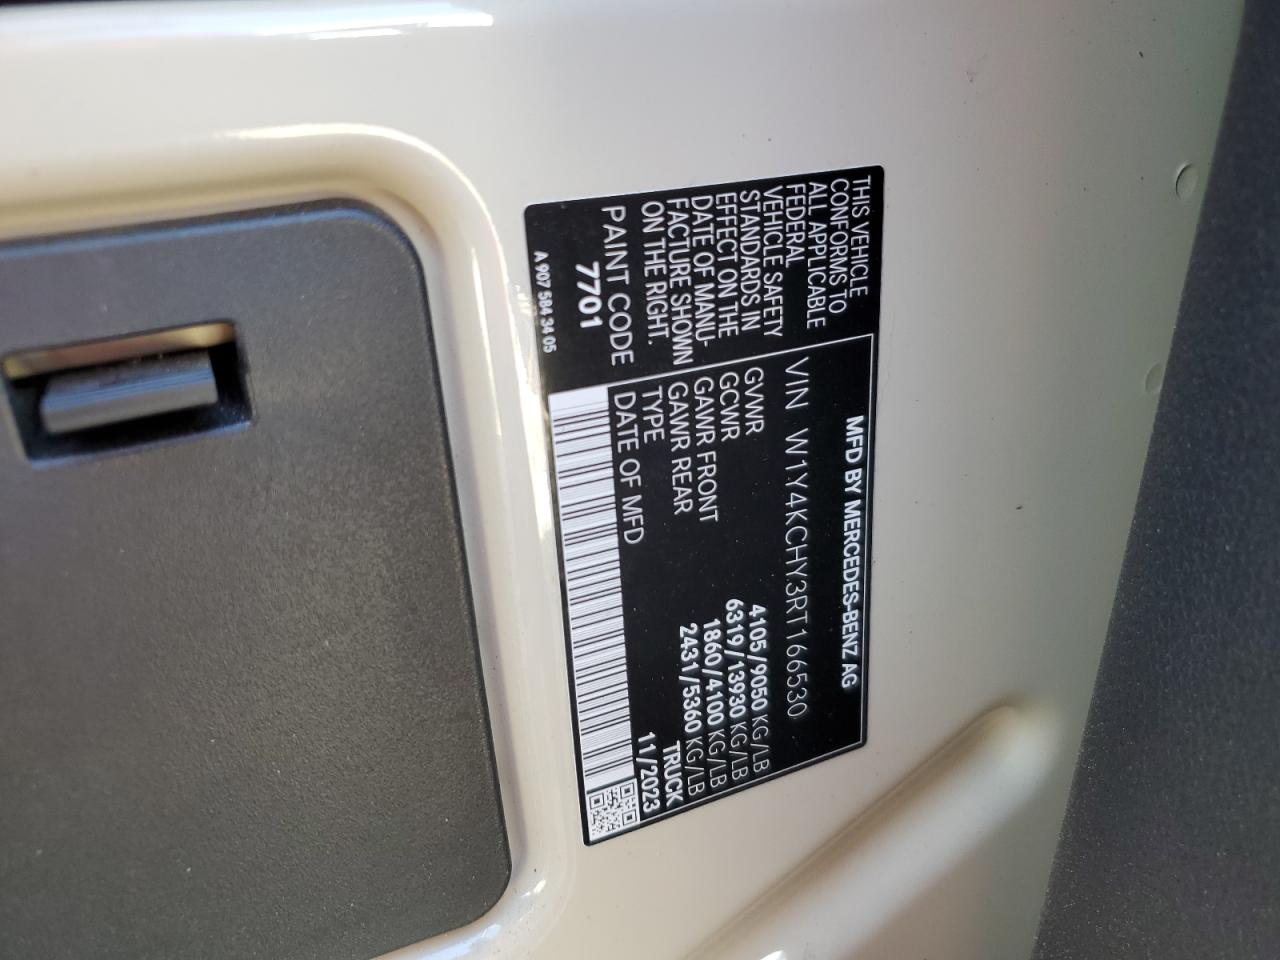 THIS VEHICLE
CONFORMS TO
ALL APPLICABLE
FEDERAL
VEHICLE SAFETY
STANDARDS IN
EFFECT ON THE
DATE OF MANU-
FACTURE SHOWN
ON THE RIGHT.
PAINT CODE
7701
A 907 584 34 05
MFD BY MERCEDES-BENZ AG
VIN W1Y4KCHY3RT166530
GVWR 4105/9050 KG/LB
GCWR 6319/13930 KG/LB
GAWR FRONT 1860/4100 KG/LB
GAWR REAR 2431/5360 KG/LB
TYPE TRUCK
DATE OF MFD 11/2023